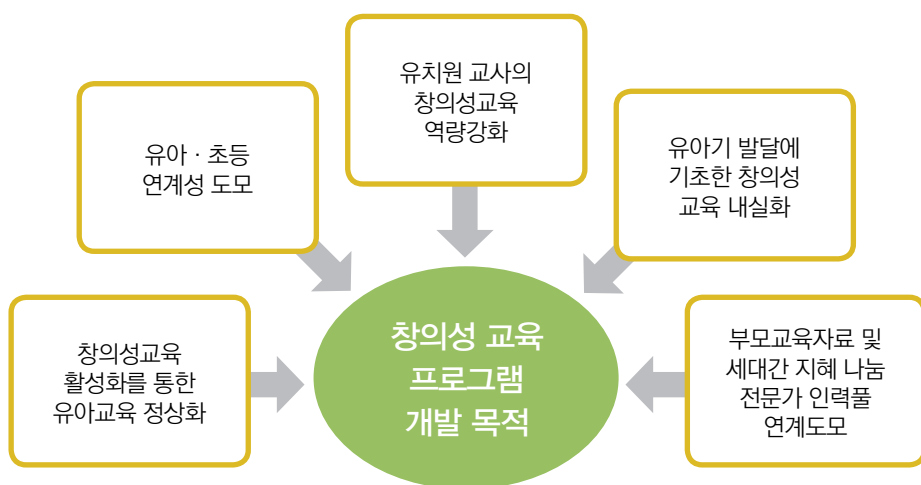 유치원 교사의
창의성교육
역량강화
유아 · 초등
연계성 도모
유아기 발달에
기초한 창의성
교육 내실화
창의성교육
활성화를 통한
유아교육 정상화
창의성 교육
프로그램
개발 목적
부모교육자료 및
세대간 지혜 나눔
전문가 인력풀
연계도모